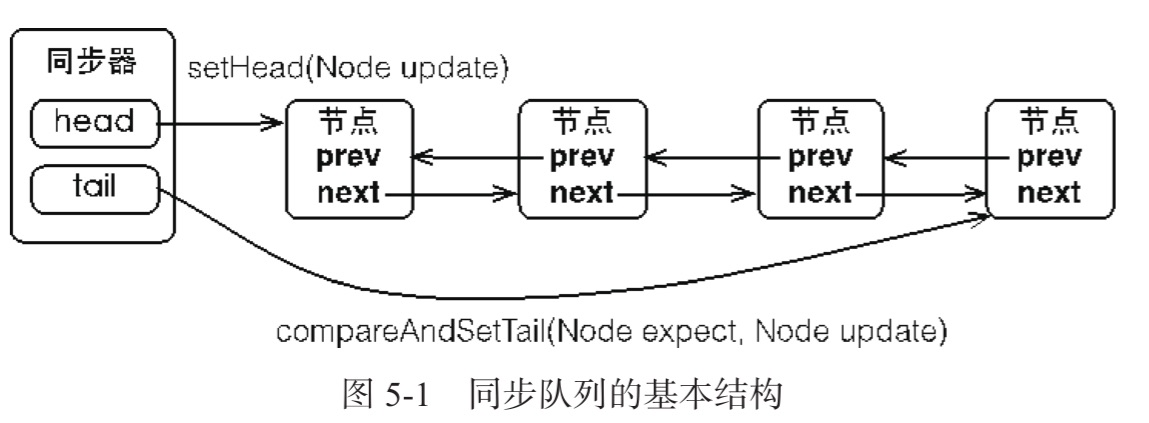 同步器
setHead(Node update)
head
tail
节点
prev
next
节点
prev
next
节点
prev
next
节点
prev
next
compareAndSetTail(Node expect, Node update)
图 5-1 同步队列的基本结构